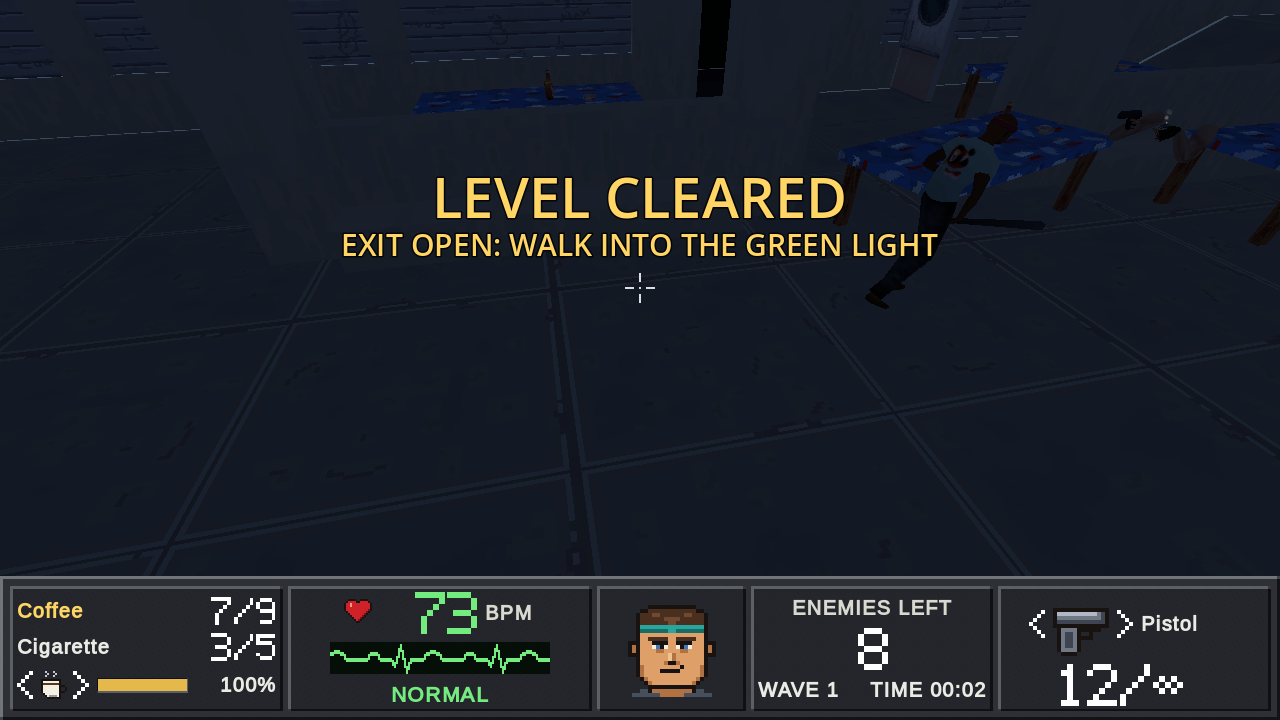 LEVEL CLEARED
EXIT OPEN: WALK INTO THE GREEN LIGHT
Coffee 7/9
Cigarette 3/5
100%
73 BPM
NORMAL
ENEMIES LEFT
8
WAVE 1 TIME 00:02
Pistol
12/∞